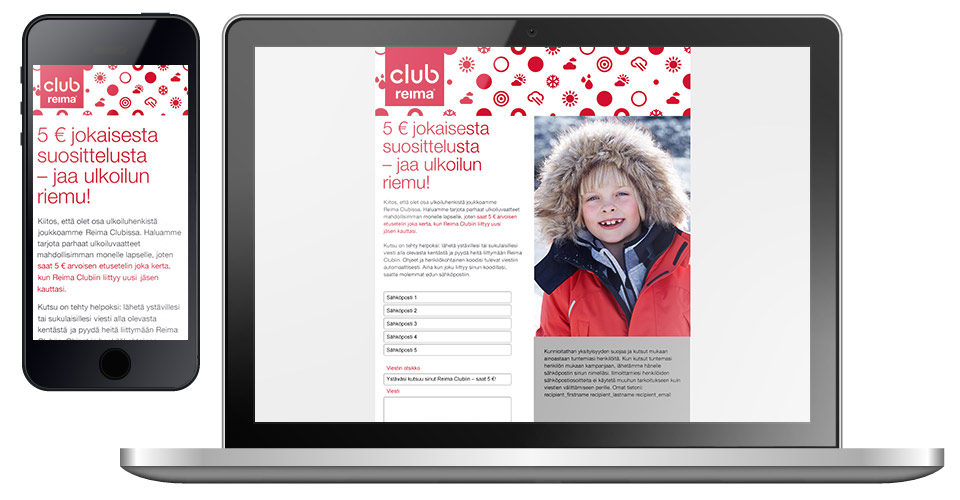 club
reima
5 € jokaisesta
suosittelusta
– jaa ulkoilun
riemu!
Kiitos, että olet osa ulkoiluhenkistä
joukkoamme Reima Clubissa. Haluamme
tarjota parhaat ulkoiluvaatteet
mahdollisimman monelle lapselle, joten
saat 5 € arvoisen etusetelin joka kerta,
kun Reima Clubiin liittyy uusi jäsen
kauttasi.
Kutsu on tehty helpoksi: lähetä ystävillesi
tai sukulaisillesi viesti alla olevasta
kentästä ja pyydä heitä liittymään Reima
club
reima
5 € jokaisesta
suosittelusta
– jaa ulkoilun
riemu!
Kiitos, että olet osa ulkoiluhenkistä joukkoamme
Reima Clubissa. Haluamme tarjota parhaat ulkoiluvaatteet
mahdollisimman monelle lapselle, joten saat 5 € arvoisen
etusetelin joka kerta, kun Reima Clubiin liittyy uusi
jäsen kauttasi.
Kutsu on tehty helpoksi: lähetä ystävillesi tai sukulaisillesi
viesti alla olevasta kentästä ja pyydä heitä liittymään Reima
Clubiin. Ohjeet ja henkilökohtainen koodisi tulevat viestiin
automaattisesti. Aina kun joku liittyy sinun koodillasi,
saatte molemmat edun sähköpostiin.
Sähköposti 1
Sähköposti 2
Sähköposti 3
Sähköposti 4
Sähköposti 5
Viestin otsikko
Ystäväsi kutsuu sinut Reima Clubiin – saat 5 €!
Viesti
Kunnioitathan yksityisyyden suojaa ja kutsut mukaan
ainoastaan tuntemiasi henkilöitä. Kun kutsut tuntemasi
henkilön mukaan kampanjaan, lähetämme hänelle
sähköpostin sinun nimelläsi. Ilmoittamiesi henkilöiden
sähköpostiosoitteita ei käytetä muuhun tarkoitukseen kuin
viestien välittämiseen perille. Omat tietoni:
recipient_firstname recipient_lastname recipient_email